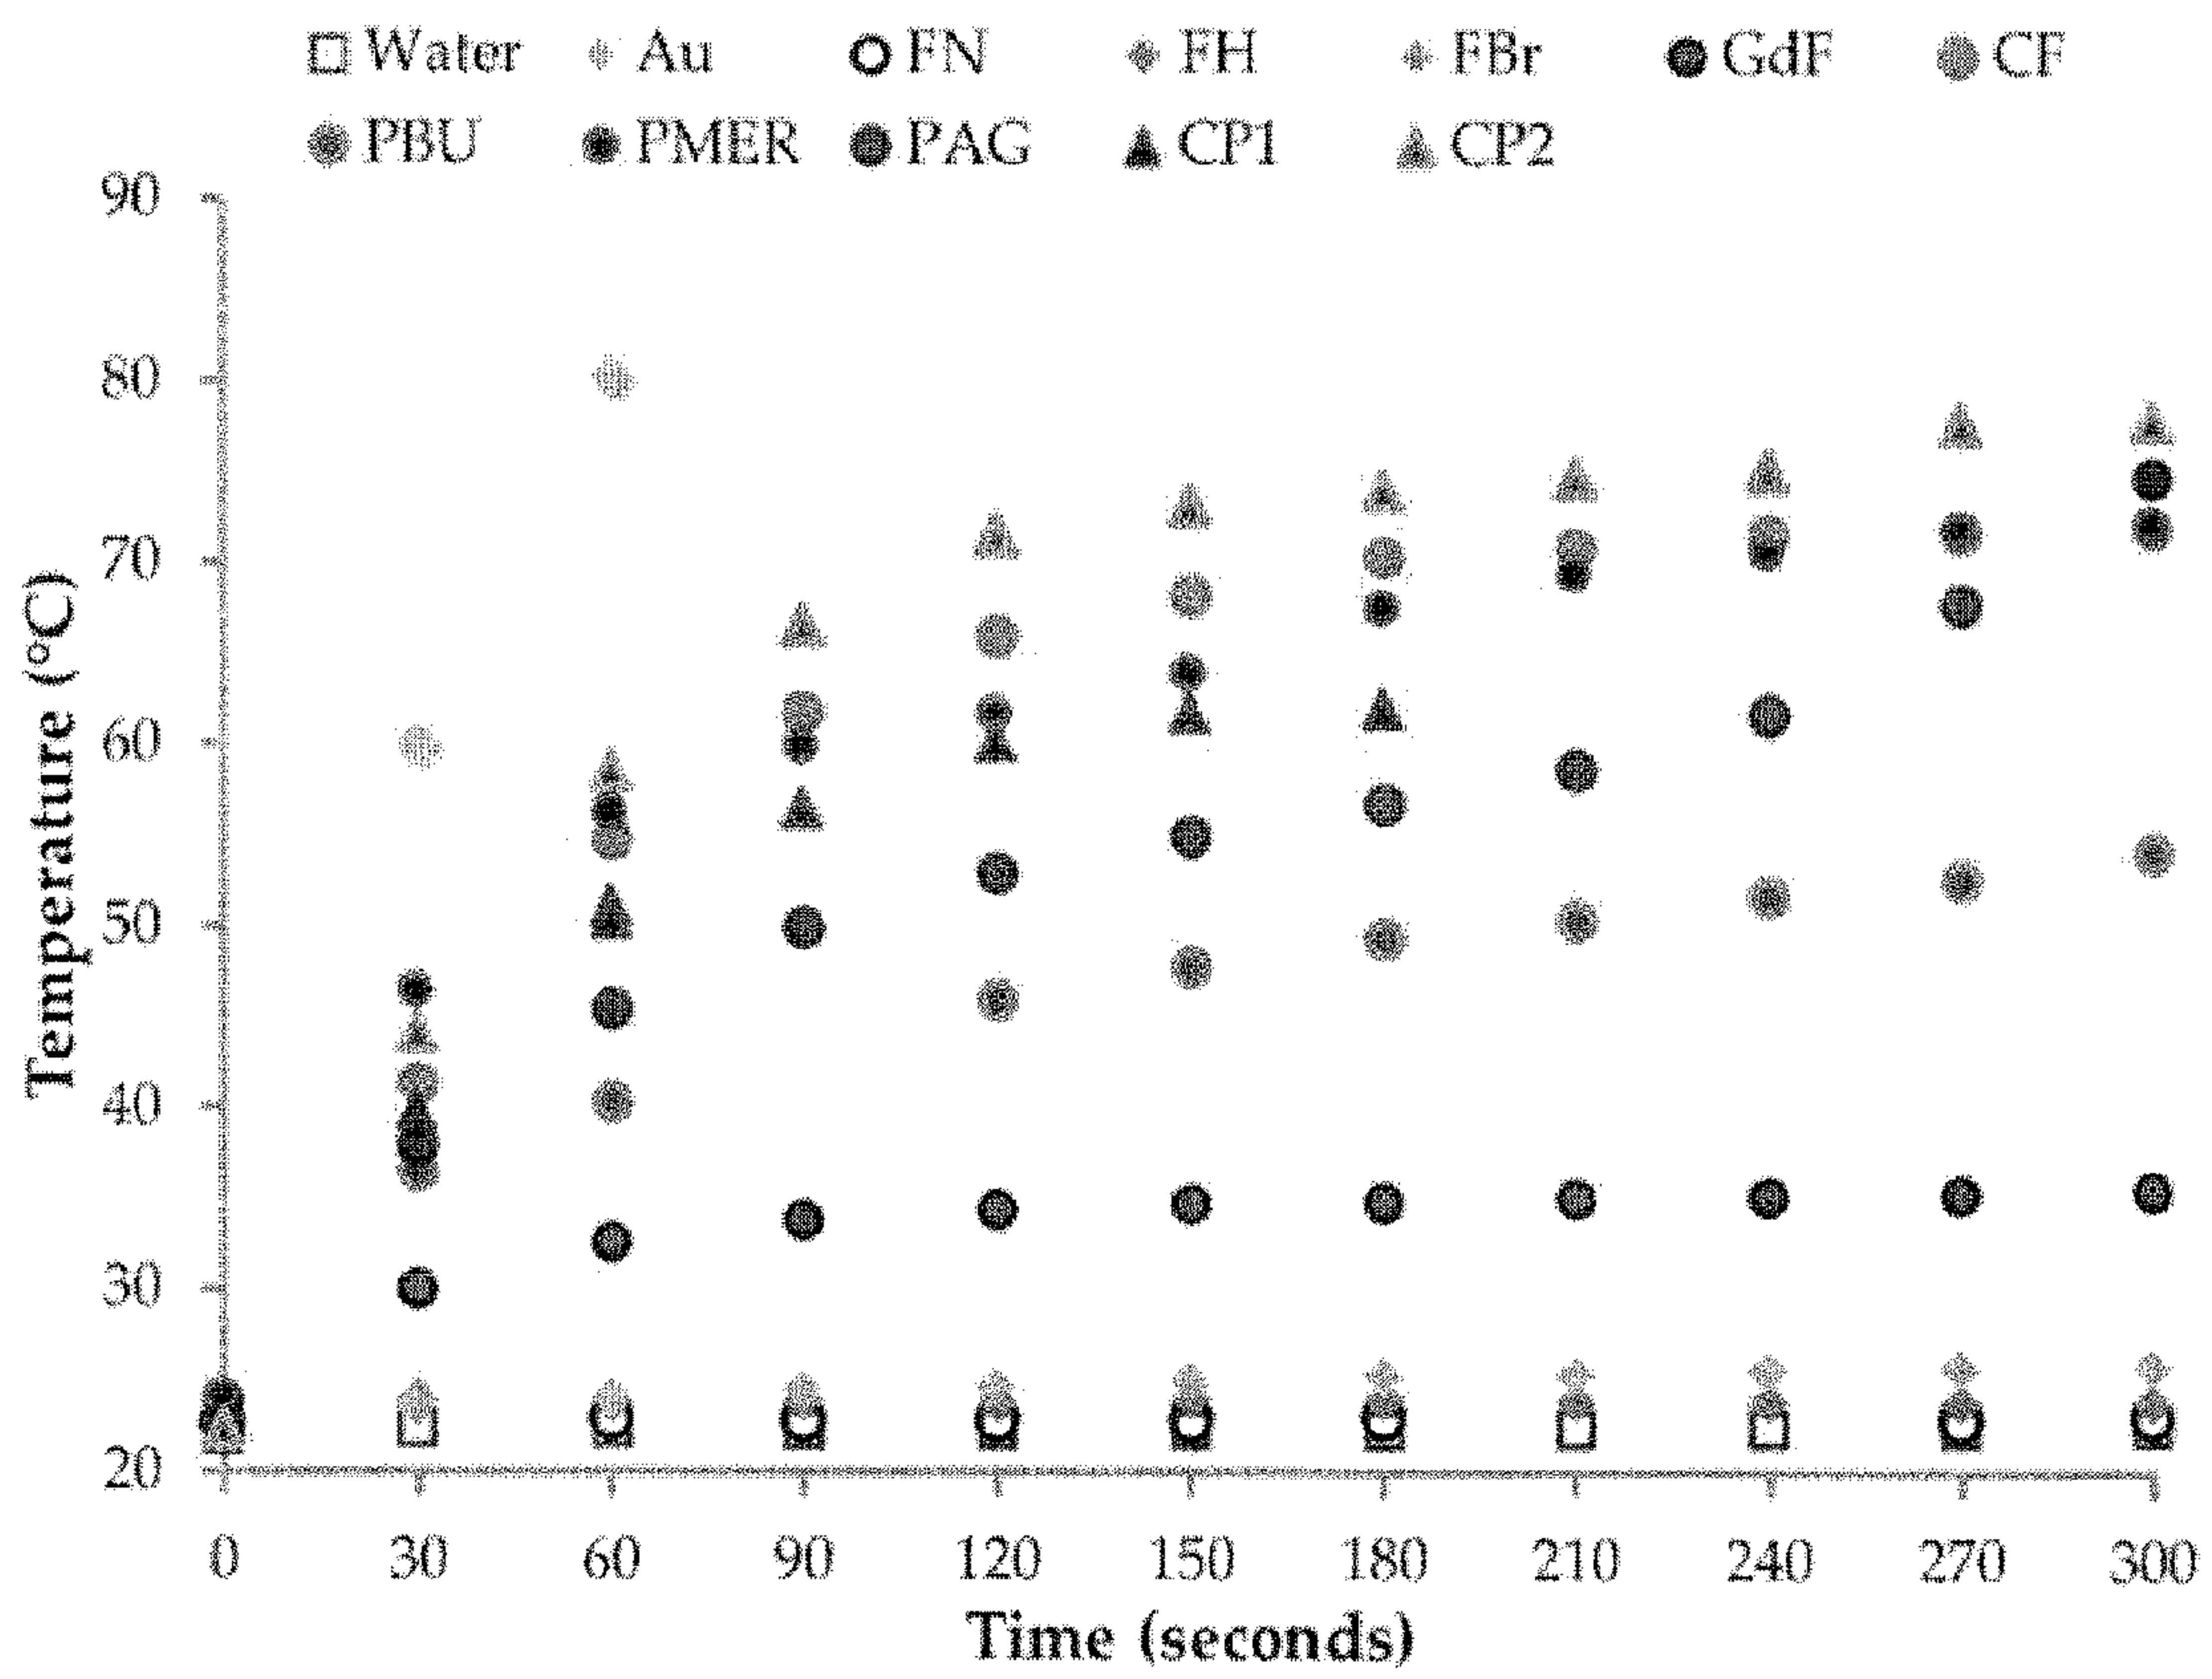 Water Au FN FH FBr GdF CF
PBU PMER PAG CP1 CP2
90
80
70
60
50
40
30
20
Temperature (°C)
0 30 60 90 120 150 180 210 240 270 300
Time (seconds)